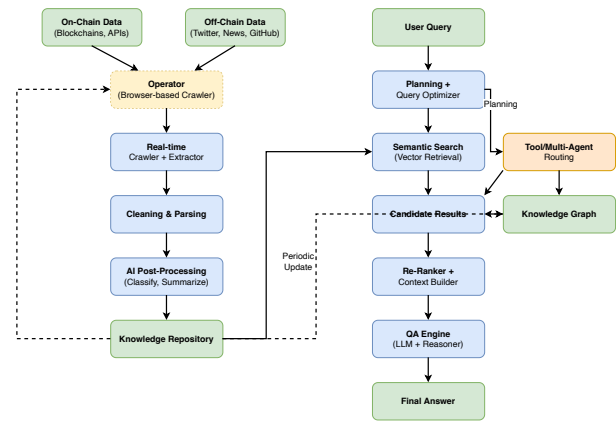 On-Chain Data
(Blockchains, APIs)
Off-Chain Data
(Twitter, News, GitHub)
Operator
(Browser-based Crawler)
Real-time
Crawler + Extractor
Cleaning & Parsing
AI Post-Processing
(Classify, Summarize)
Knowledge Repository
Periodic
Update
User Query
Planning +
Query Optimizer
Planning
Semantic Search
(Vector Retrieval)
Tool/Multi-Agent
Routing
Candidate Results
Knowledge Graph
Re-Ranker +
Context Builder
QA Engine
(LLM + Reasoner)
Final Answer